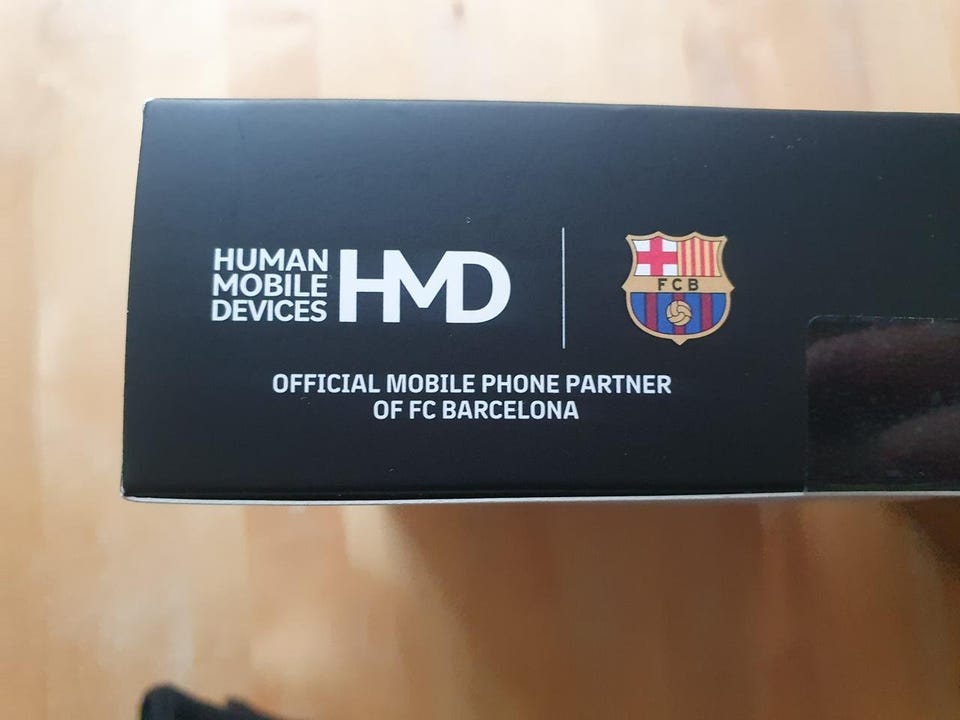 HUMAN
MOBILE
DEVICES
HMD
FCB
OFFICIAL MOBILE PHONE PARTNER
OF FC BARCELONA